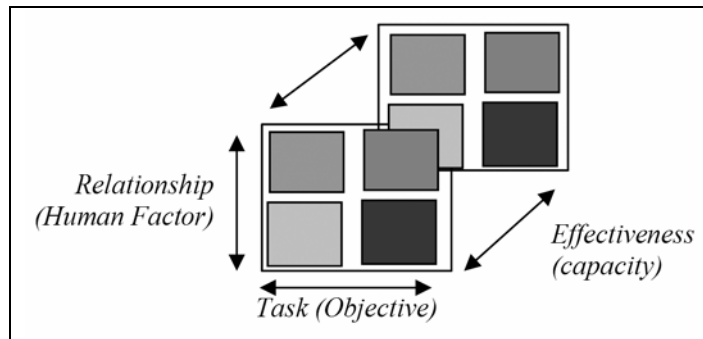 Relationship
(Human Factor)
Effectiveness
(capacity)
Task (Objective)